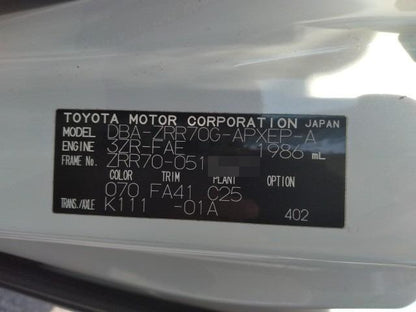 TOYOTA MOTOR CORPORATION JAPAN
MODEL DBA-ZRR70G-APXEP-A
ENGINE 3ZR-FAE 1986 mL
FRAME No. ZRR70-051
COLOR TRIM PLANT OPTION
070 FA41 C25
TRANS./AXLE K111 -01A 402